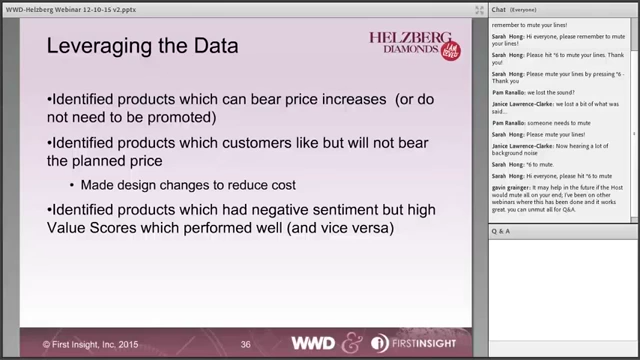 WWD-Helzberg Webinar 12-10-15 v2.pptx
Leveraging the Data
HELZBERG
DIAMONDS
I AM
LOVED
•Identified products which can bear price increases (or do
not need to be promoted)
•Identified products which customers like but will not bear
the planned price
• Made design changes to reduce cost
•Identified products which had negative sentiment but high
Value Scores which performed well (and vice versa)
© First Insight, Inc, 2015
36
WWD & FIRSTINSIGHT
Chat (Everyone)
remember to mute your lines!
Sarah Hong: Hi everyone, please remember to mute
your lines!
Sarah Hong: Please hit *6 to mute your lines. Thank
you!
Sarah Hong: Please mute your lines by pressing *6 -
Thank you
Pam Ranallo: we lost the sound?
Janice Lawrence-Clarke: we lost a bit of what was
said...
Pam Ranallo: someone needs to mute
Sarah Hong: Please mute your lines!
Janice Lawrence-Clarke: Now hearing a lot of
background noise
Sarah Hong: *6 to mute.
Sarah Hong: Hi everyone, please hit *6 to mute
gavin grainger: It may help in the future if the Host
would mute all on your end; I've been on other
webinars where this has been done and it works
great. you can unmute all for Q&A.
Q & A